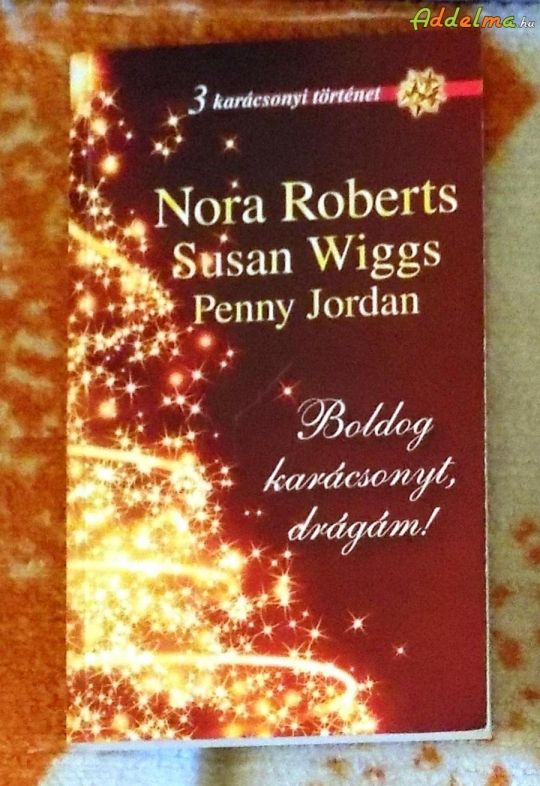 Addelma.hu
3 karácsonyi történet
Nora Roberts
Susan Wiggs
Penny Jordan
Boldog
karácsonyt,
drágám!